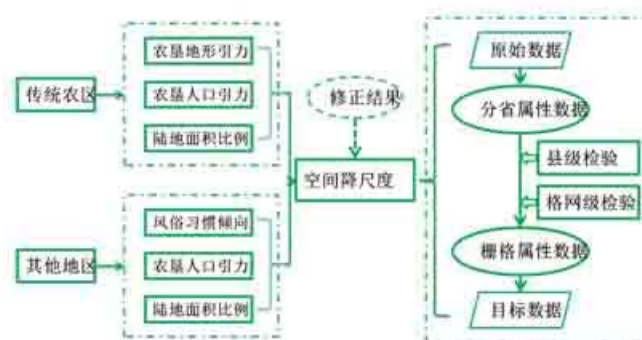 传统农区
农垦地形引力
农垦人口引力
陆地面积比例
其他地区
风俗习惯倾向
农垦人口引力
陆地面积比例
修正结果
空间降尺度
原始数据
分省属性数据
县级检验
格网级检验
栅格属性数据
目标数据